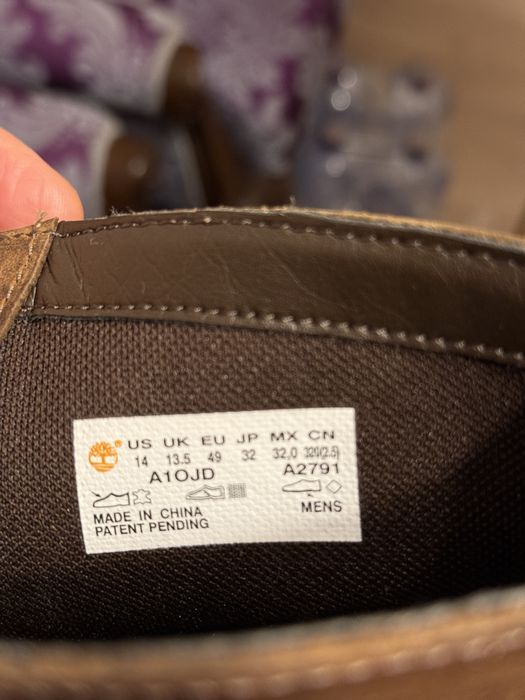 US UK EU JP MX CN
14 13.5 49 32 32.0 320(2.5)
A1OJD A2791
MADE IN CHINA
PATENT PENDING
MENS